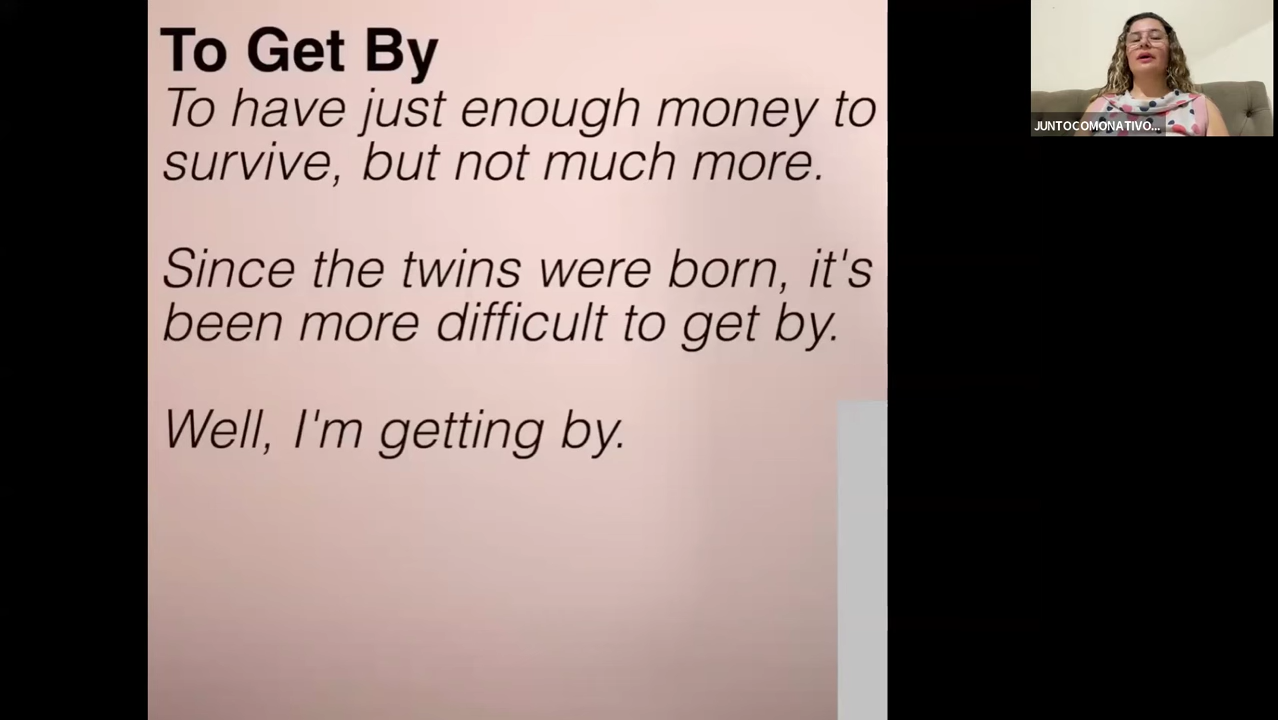 To Get By
To have just enough money to
survive, but not much more.
Since the twins were born, it's
been more difficult to get by.
Well, I'm getting by.
JUNTOCOMONATIVO...